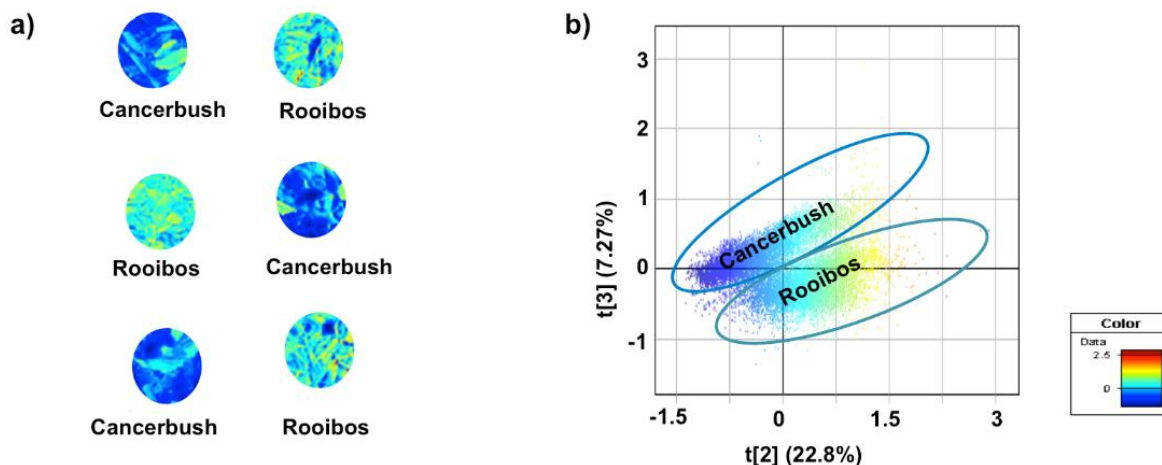 a)
Cancerbush Rooibos
Rooibos Cancerbush
Cancerbush Rooibos
b)
t[3] (7.27%)
3
2
1
0
-1
Cancerbush
Rooibos
-1.5 0 1.5 3
t[2] (22.8%)
Color
Data
2.5
0